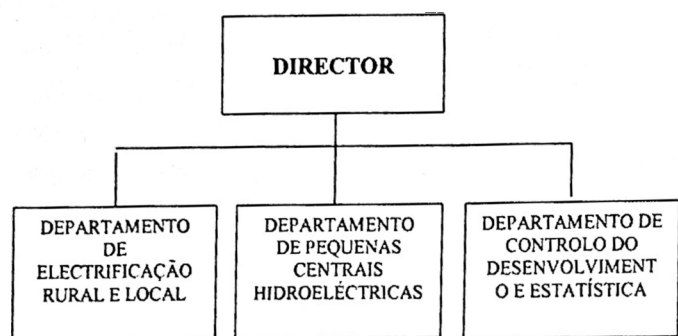 DIRECTOR
DEPARTAMENTO
DE
ELECTRIFICAÇÃO
RURAL E LOCAL
DEPARTAMENTO
DE PEQUENAS
CENTRAIS
HIDROELÉCTRICAS
DEPARTAMENTO DE
CONTROLO DO
DESENVOLVIMENT
O E ESTATÍSTICA